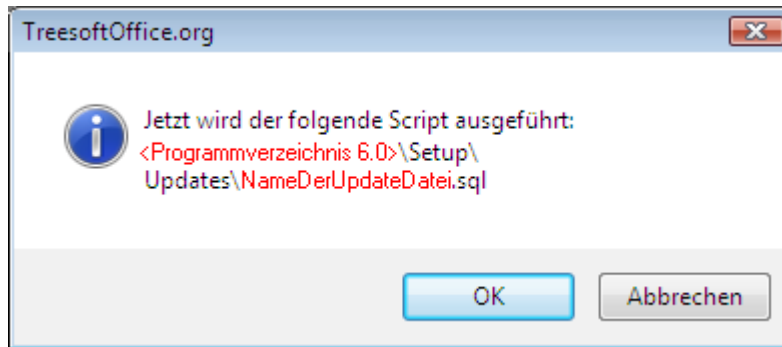 TreesoftOffice.org
Jetzt wird der folgende Script ausgeführt:
<Programmverzeichnis 6.0>\Setup\
Updates\NameDerUpdateDatei.sql
OK
Abbrechen